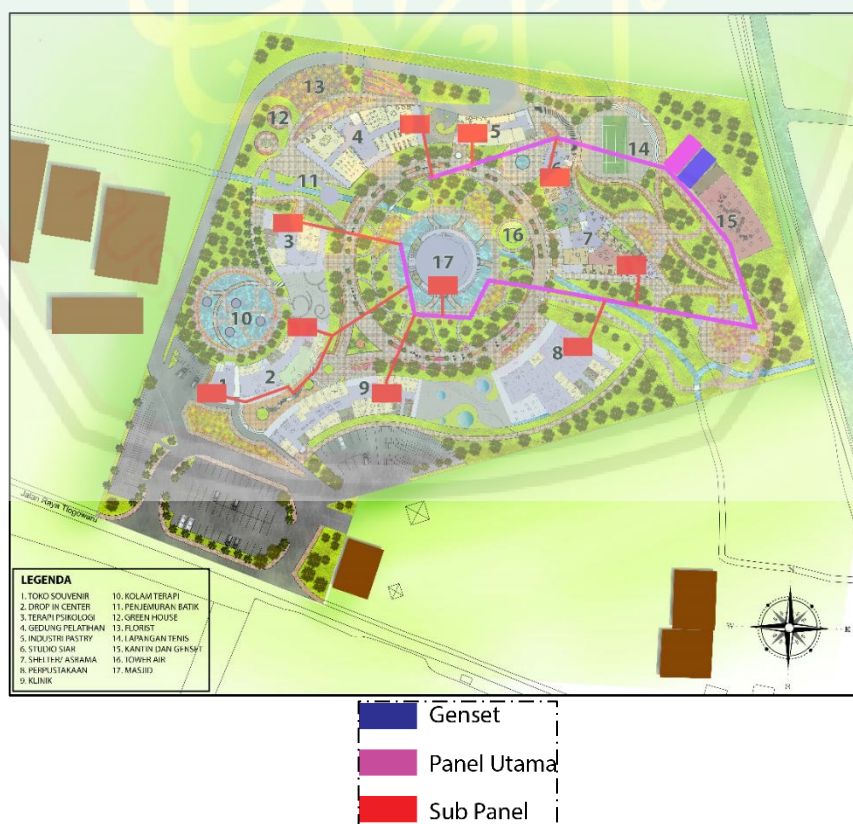 13
12
4
5
14
6
11
15
3
16
7
17
10
8
2
1
9
Jalan Raya Tlogowaru
LEGENDA
1. TOKO SOUVENIR
2. DROP IN CENTER
3. TERAPI PSIKOLOGI
4. GEDUNG PELATIHAN
5. INDUSTRI PASTRY
6. STUDIO SIAR
7. SHELTER/ ASRAMA
8. PERPUSTAKAAN
9. KLINIK
10. KOLAM TERAPI
11. PENJEMURAN BATIK
12. GREEN HOUSE
13. FLORIST
14. LAPANGAN TENIS
15. KANTIN DAN GENSET
16. TOWER AIR
17. MASJID
N
W
E
S
Genset
Panel Utama
Sub Panel